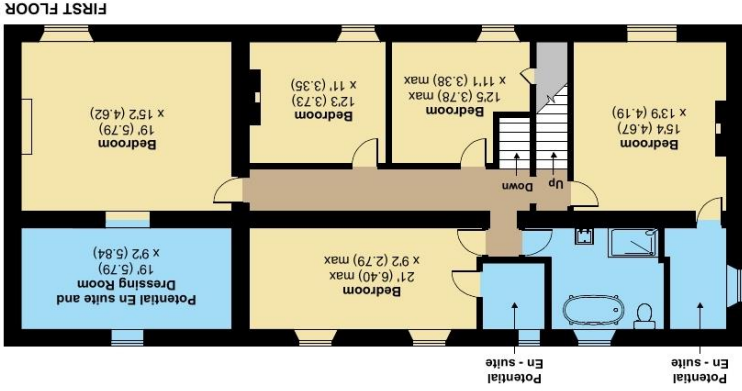 Potential
En - suite
Potential
En - suite
Bedroom
21' (6.40) max
x 9'2 (2.79) max
Potential En suite and
Dressing Room
19' (5.79)
x 9'2 (5.84)
Up
Down
Bedroom
15'4 (4.67)
x 13'9 (4.19)
Bedroom
12'5 (3.78)
x 11'1 (3.38) max
Bedroom
12'3 (3.73)
x 11' (3.35)
Bedroom
19' (5.79)
x 15'2 (4.62)
FIRST FLOOR